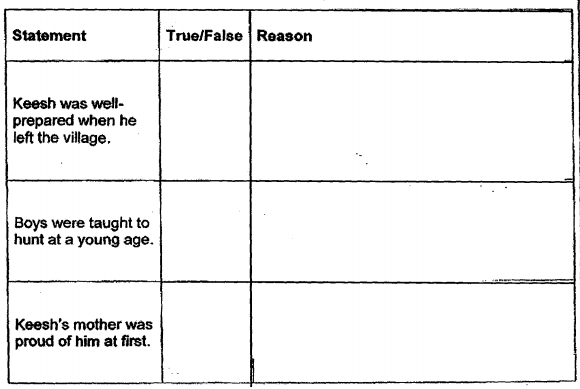 Statement True/False Reason
Keesh was well-
prepared when he
left the village.
Boys were taught to
hunt at a young age.
Keesh's mother was
proud of him at first.